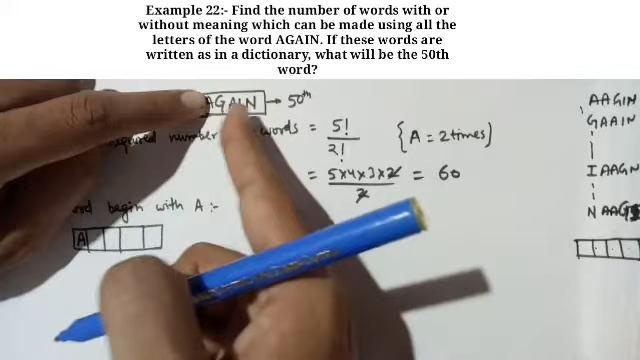 Example 22:- Find the number of words with or
without meaning which can be made using all the
letters of the word AGAIN. If these words are
written as in a dictionary, what will be the 50th
word?
AGAIN → 50th
number words = 5!/2! {A = 2 times}
= 5×4×3×2/2 = 60
begin with A :-
A
AAGIN
GAAIN
IAAGN
NAAG